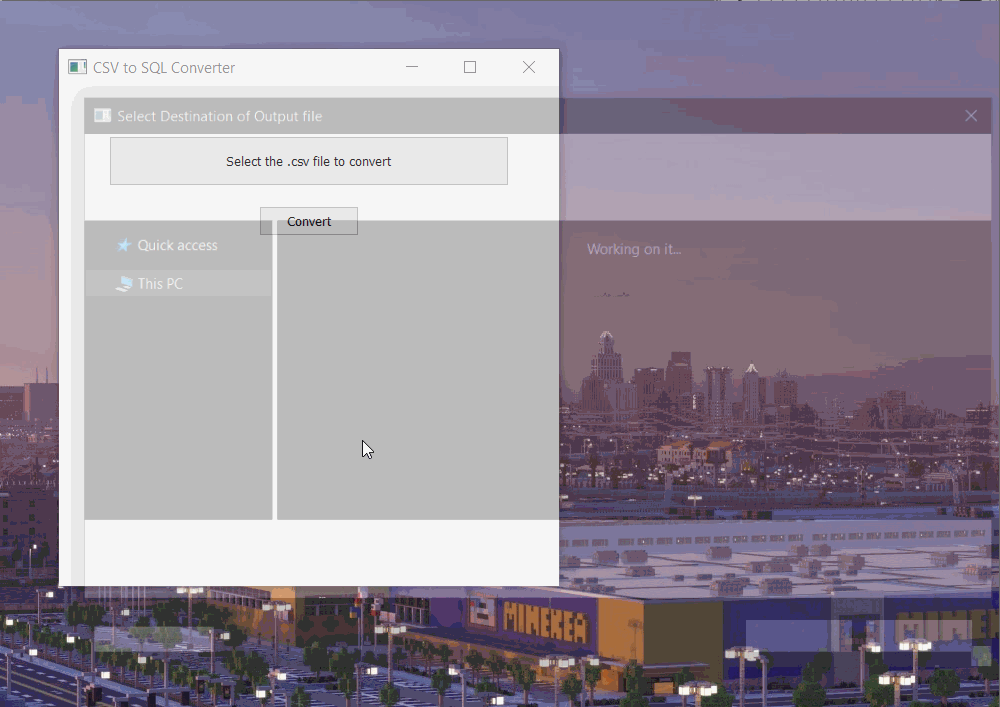 CSV to SQL Converter
Select Destination of Output file
Select the .csv file to convert
Convert
Quick access
Working on it...
This PC
MINEKEA